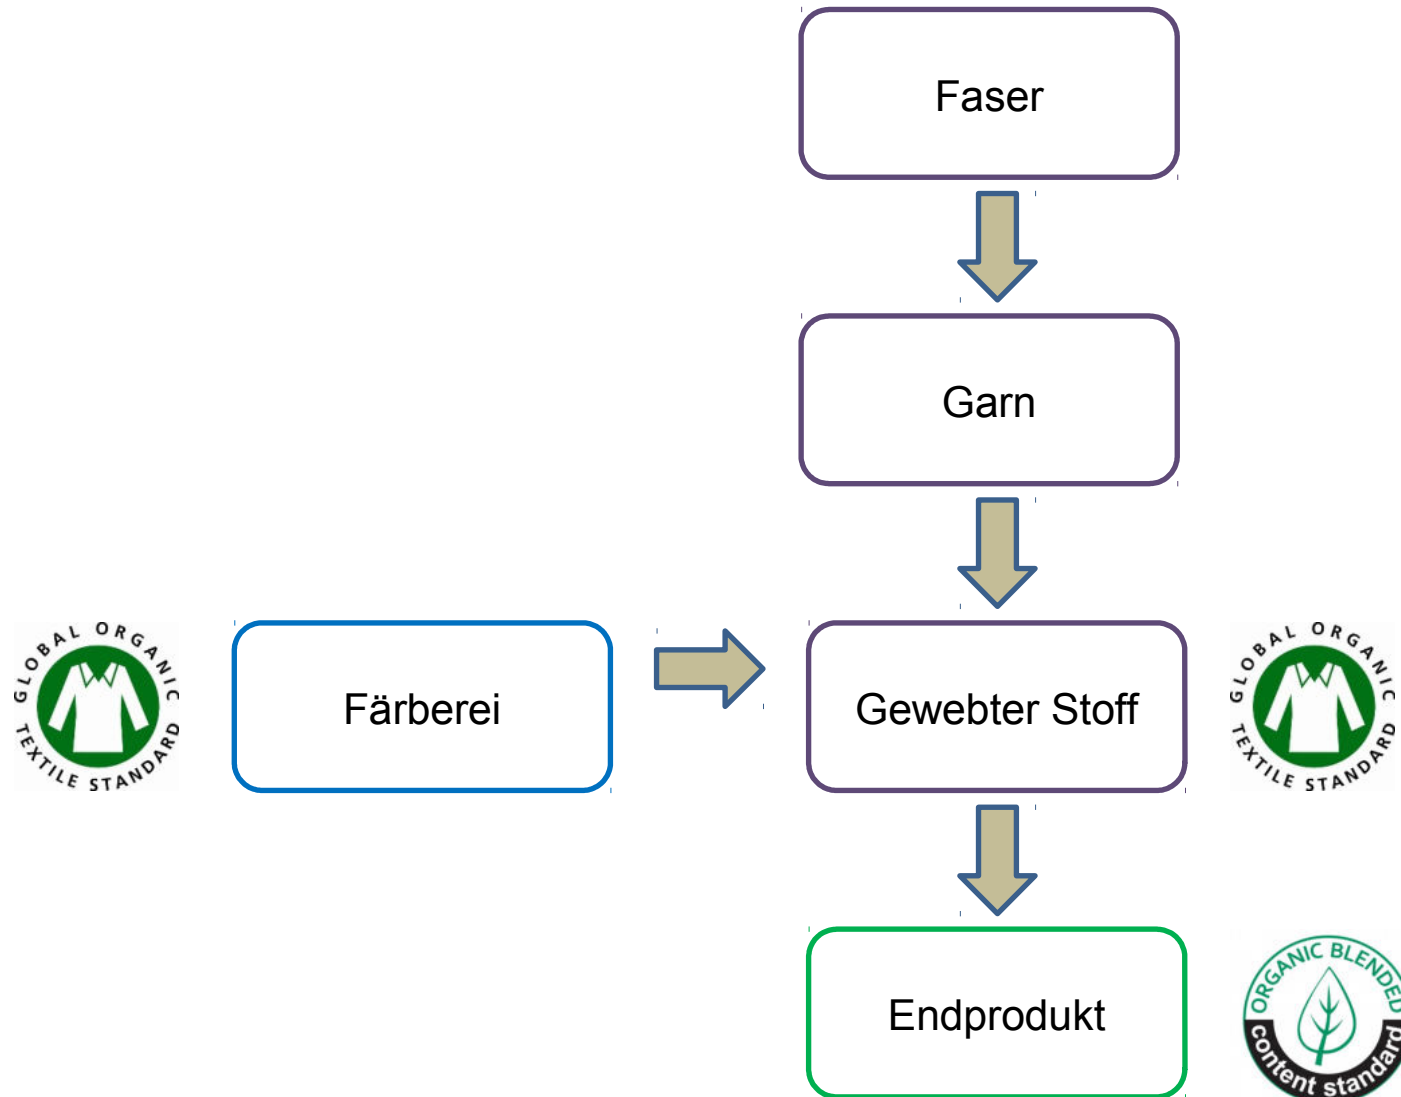 Faser
Garn
GLOBAL ORGANIC
TEXTILE STANDARD
Färberei
Gewebter Stoff
GLOBAL ORGANIC
TEXTILE STANDARD
Endprodukt
ORGANIC BLENDED
content standard